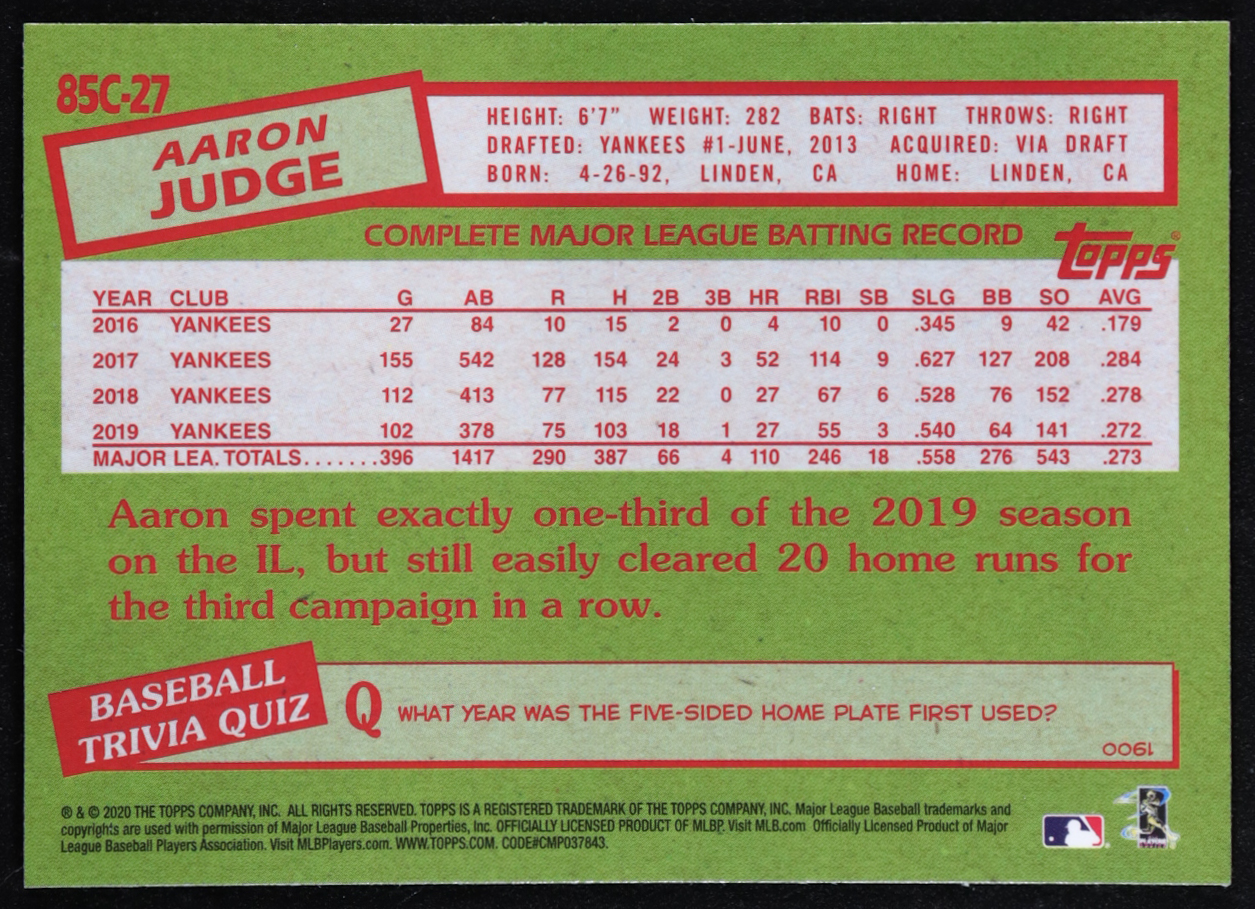 85C-27
AARON
JUDGE
HEIGHT: 6'7" WEIGHT: 282 BATS: RIGHT THROWS: RIGHT
DRAFTED: YANKEES #1-JUNE, 2013 ACQUIRED: VIA DRAFT
BORN: 4-26-92, LINDEN, CA HOME: LINDEN, CA
COMPLETE MAJOR LEAGUE BATTING RECORD
Topps®
YEAR CLUB G AB R H 2B 3B HR RBI SB SLG BB SO AVG
2016 YANKEES 27 84 10 15 2 0 4 10 0 .345 9 42 .179
2017 YANKEES 155 542 128 154 24 3 52 114 9 .627 127 208 .284
2018 YANKEES 112 413 77 115 22 0 27 67 6 .528 76 152 .278
2019 YANKEES 102 378 75 103 18 1 27 55 3 .540 64 141 .272
MAJOR LEA. TOTALS.......396 1417 290 387 66 4 110 246 18 .558 276 543 .273
Aaron spent exactly one-third of the 2019 season
on the IL, but still easily cleared 20 home runs for
the third campaign in a row.
BASEBALL
TRIVIA QUIZ
Q WHAT YEAR WAS THE FIVE-SIDED HOME PLATE FIRST USED?
1900
® & © 2020 THE TOPPS COMPANY, INC. ALL RIGHTS RESERVED. TOPPS IS A REGISTERED TRADEMARK OF THE TOPPS COMPANY, INC. Major League Baseball trademarks and
copyrights are used with permission of Major League Baseball Properties, Inc. OFFICIALLY LICENSED PRODUCT OF MLBP. Visit MLB.com Officially Licensed Product of Major
League Baseball Players Association. Visit MLBPlayers.com. WWW.TOPPS.COM. CODE#CMP037843.